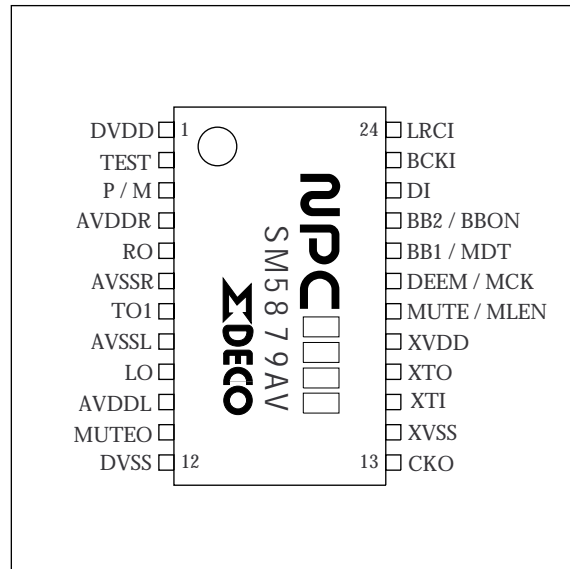 DVDD 1 24 LRCI
TEST BCKI
P / M DI
AVDDR BB2 / BBON
RO BB1 / MDT
AVSSR DEEM / MCK
TO1 MUTE / MLEN
AVSSL XVDD
LO XTO
AVDDL XTI
MUTEO XVSS
DVSS 12 13 CKO
NPC
SM5879AV
ΣDECO